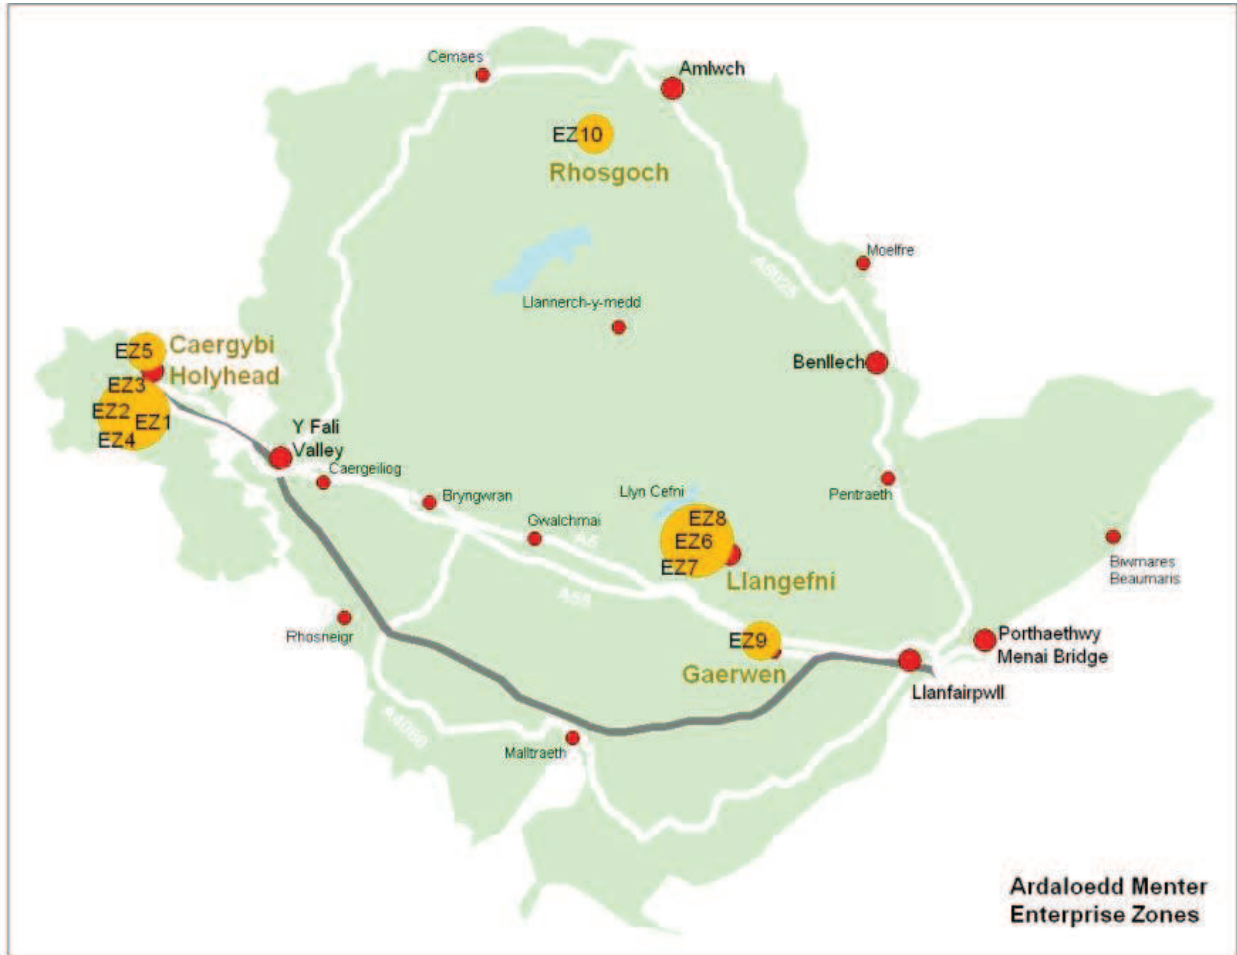 Cemaes
Amlwch
EZ10
Rhosgoch
Moelfre
A5025
Llannerch-y-medd
EZ5
Caergybi
Holyhead
EZ3
EZ2
EZ1
EZ4
Benllech
Y Fali
Valley
Caergeiliog
Bryngwran
Gwalchmai
Llyn Cefni
Pentraeth
EZ8
EZ6
EZ7
Llangefni
A5
A55
Biwmares
Beaumaris
Rhosneigr
EZ9
Gaerwen
Porthaethwy
Menai Bridge
Llanfairpwll
A4080
Malltraeth
Ardaloedd Menter
Enterprise Zones